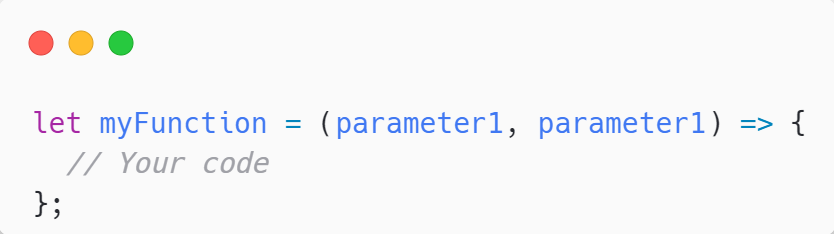 let myFunction = (parameter1, parameter1) => {
  // Your code
};